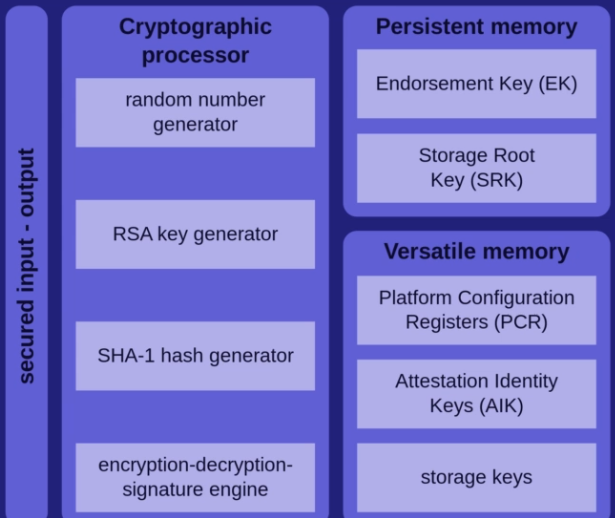 secured input - output
Cryptographic
processor
random number
generator
RSA key generator
SHA-1 hash generator
encryption-decryption-
signature engine
Persistent memory
Endorsement Key (EK)
Storage Root
Key (SRK)
Versatile memory
Platform Configuration
Registers (PCR)
Attestation Identity
Keys (AIK)
storage keys